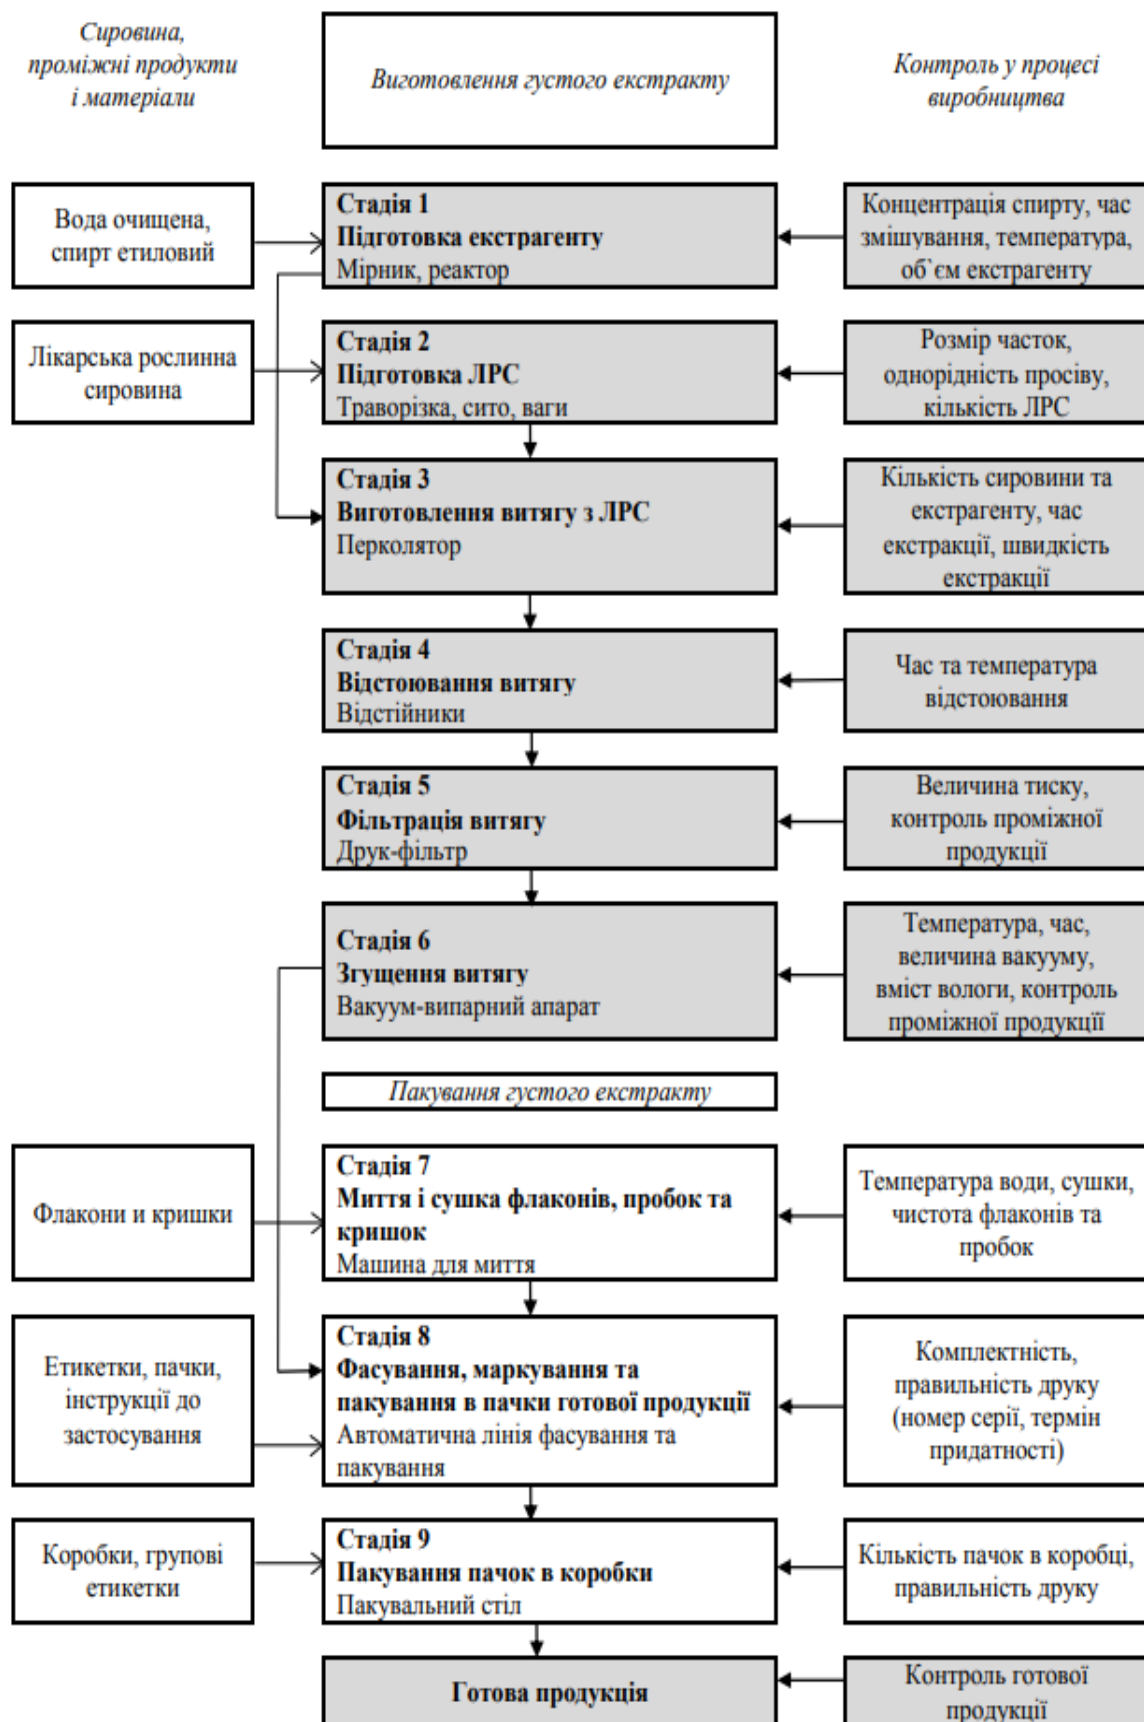 Сировина,
проміжні продукти
і матеріали
Виготовлення густого екстракту
Контроль у процесі
виробництва
Вода очищена,
спирт етиловий
Стадія 1
Підготовка екстрагенту
Мірник, реактор
Концентрація спирту, час
змішування, температура,
об`єм екстрагенту
Лікарська рослинна
сировина
Стадія 2
Підготовка ЛРС
Траворізка, сито, ваги
Розмір часток,
однорідність просіву,
кількість ЛРС
Стадія 3
Виготовлення витягу з ЛРС
Перколятор
Кількість сировини та
екстрагенту, час
екстракції, швидкість
екстракції
Стадія 4
Відстоювання витягу
Відстійники
Час та температура
відстоювання
Стадія 5
Фільтрація витягу
Друк-фільтр
Величина тиску,
контроль проміжної
продукції
Стадія 6
Згущення витягу
Вакуум-випарний апарат
Температура, час,
величина вакууму,
вміст вологи, контроль
проміжної продукції
Пакування густого екстракту
Флакони и кришки
Стадія 7
Миття і сушка флаконів, пробок та
кришок
Машина для миття
Температура води, сушки,
чистота флаконів та
пробок
Етикетки, пачки,
інструкції до
застосування
Стадія 8
Фасування, маркування та
пакування в пачки готової продукції
Автоматична лінія фасування та
пакування
Комплектність,
правильність друку
(номер серії, термін
придатності)
Коробки, групові
етикетки
Стадія 9
Пакування пачок в коробки
Пакувальний стіл
Кількість пачок в коробці,
правильність друку
Готова продукція
Контроль готової
продукції